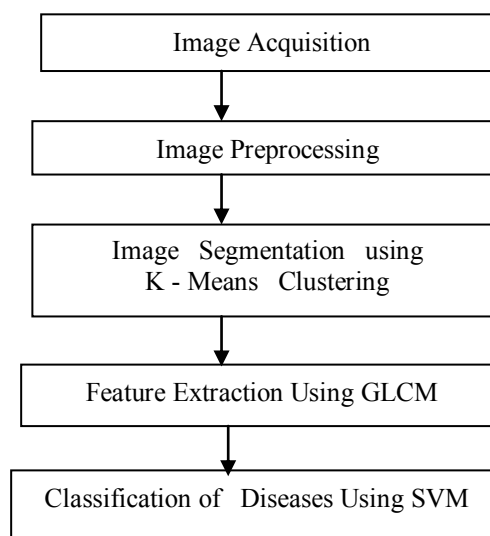 Image Acquisition
Image Preprocessing
Image Segmentation using
K - Means Clustering
Feature Extraction Using GLCM
Classification of Diseases Using SVM